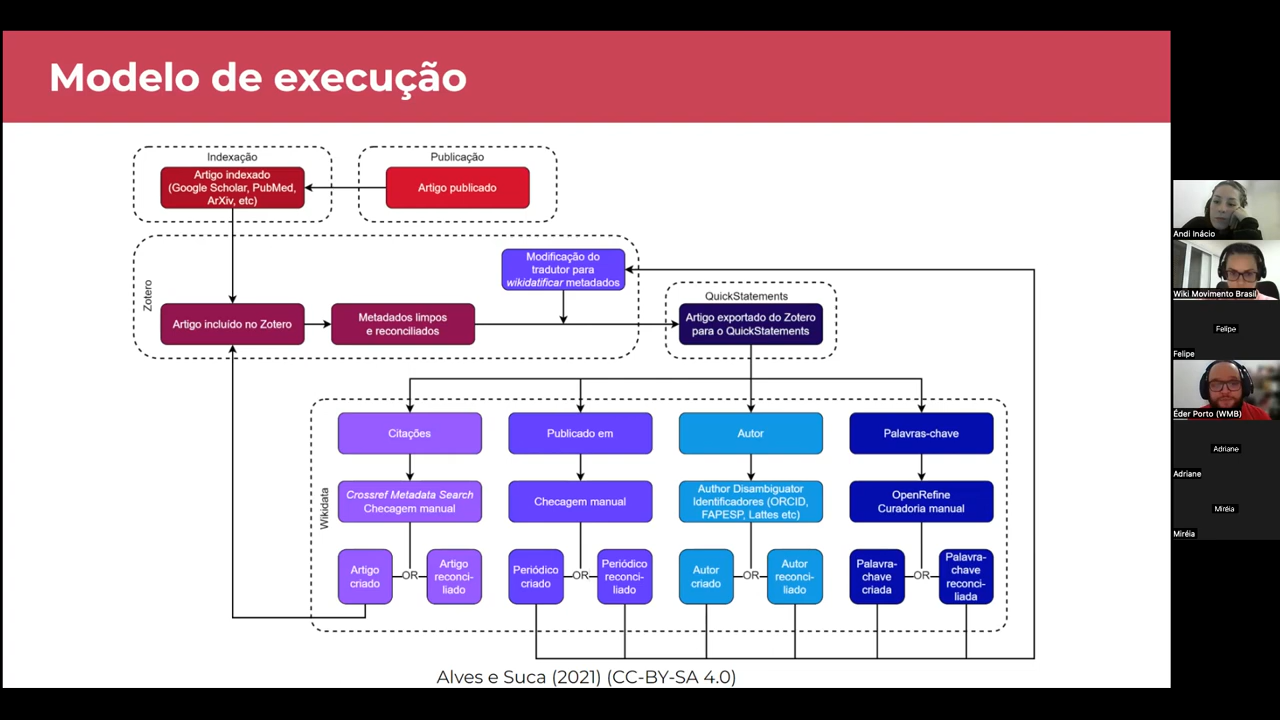 Modelo de execução
Indexação
Publicação
Artigo indexado
(Google Scholar, PubMed,
ArXiv, etc)
Artigo publicado
Zotero
Modificação do
tradutor para
wikidatificar metadados
QuickStatements
Artigo incluído no Zotero
Metadados limpos
e reconciliados
Artigo exportado do Zotero
para o QuickStatements
Wikidata
Citações
Publicado em
Autor
Palavras-chave
Crossref Metadata Search
Checagem manual
Checagem manual
Author Disambiguator
Identificadores (ORCID,
FAPESP, Lattes etc)
OpenRefine
Curadoria manual
Artigo
criado
OR
Artigo
reconci-
liado
Periódico
criado
OR
Periódico
reconci-
liado
Autor
criado
OR
Autor
reconci-
liado
Palavra-
chave
criada
OR
Palavra-
chave
reconci-
liada
Alves e Suca (2021) (CC-BY-SA 4.0)
Andi Inácio
Wiki Movimento Brasil)
Felipe
Felipe
Éder Porto (WMB)
Adriane
Adriane
Miréia
Miréia